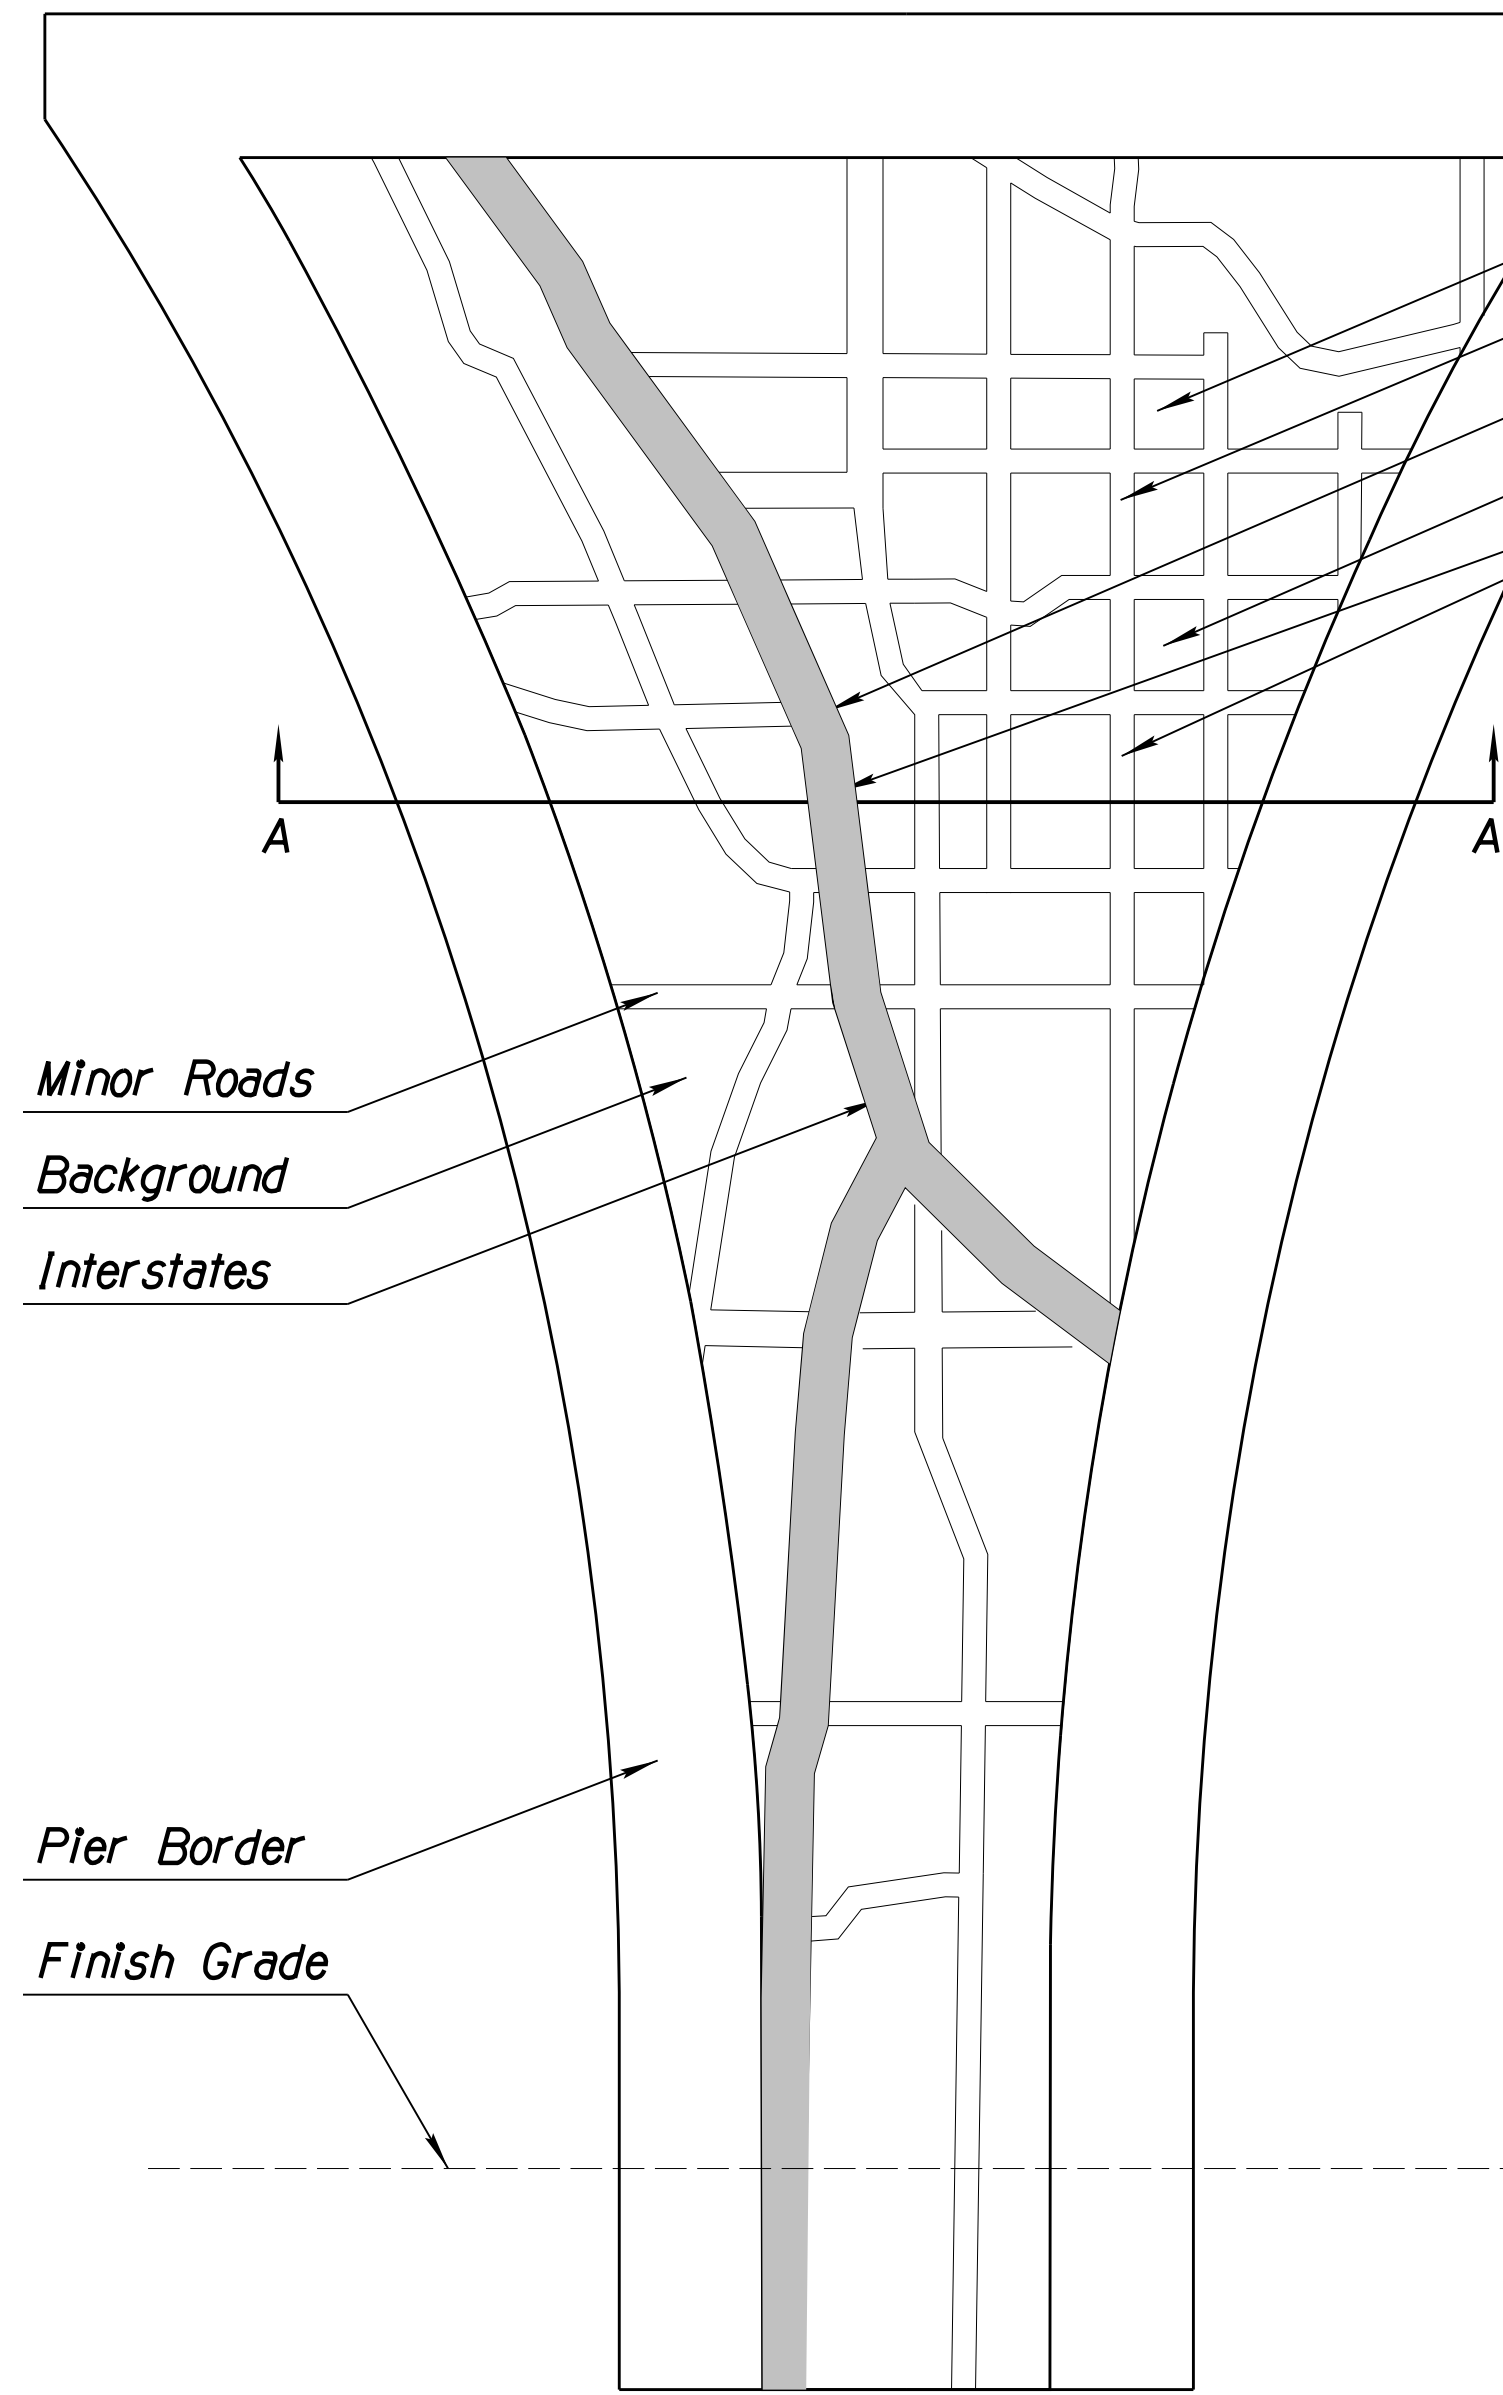 A
A
Minor Roads
Background
Interstates
Pier Border
Finish Grade